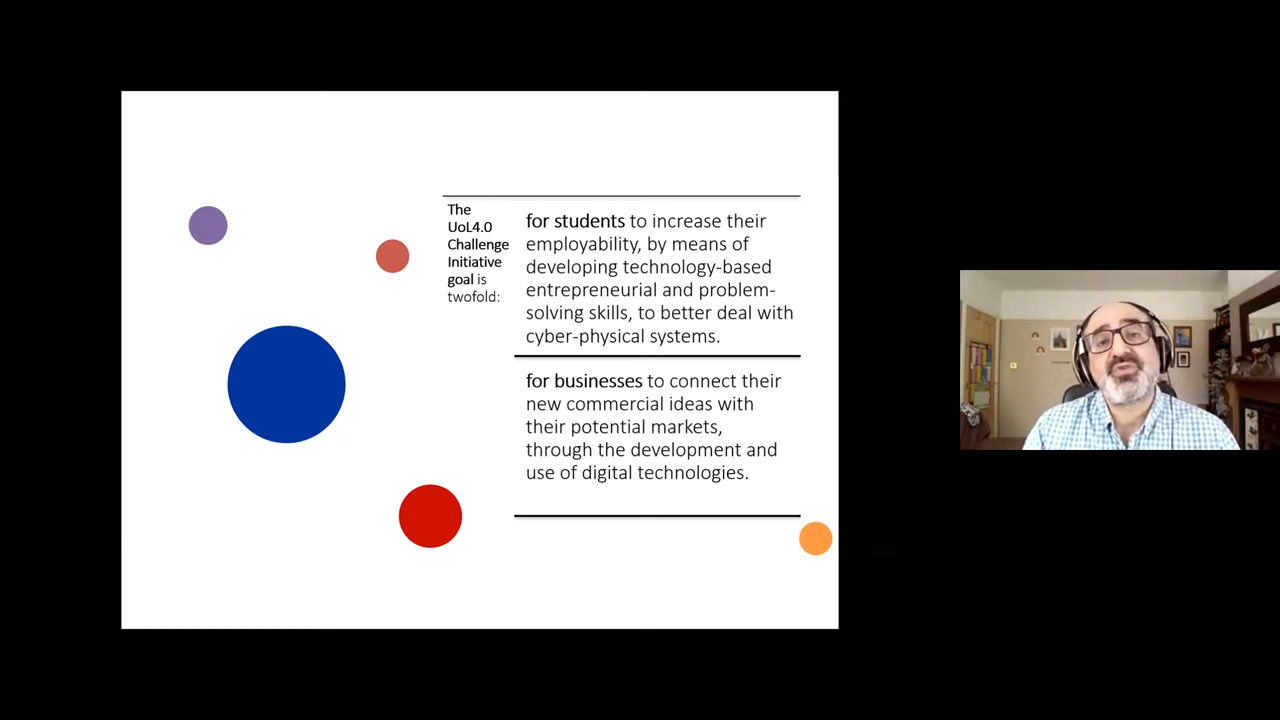 The
UoL4.0
Challenge
Initiative
goal is
twofold:
for students to increase their
employability, by means of
developing technology-based
entrepreneurial and problem-
solving skills, to better deal with
cyber-physical systems.
for businesses to connect their
new commercial ideas with
their potential markets,
through the development and
use of digital technologies.